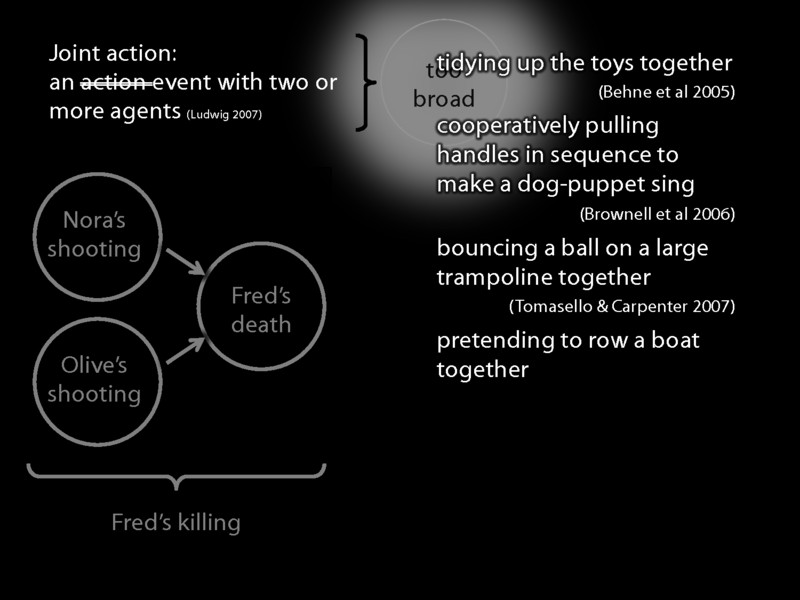 Joint action:
an action event with two or
more agents (Ludwig 2007)
too
broad
tidying up the toys together
(Behne et al 2005)
cooperatively pulling
handles in sequence to
make a dog-puppet sing
(Brownell et al 2006)
bouncing a ball on a large
trampoline together
(Tomasello & Carpenter 2007)
pretending to row a boat
together
Nora's
shooting
Olive's
shooting
Fred's
death
Fred's killing